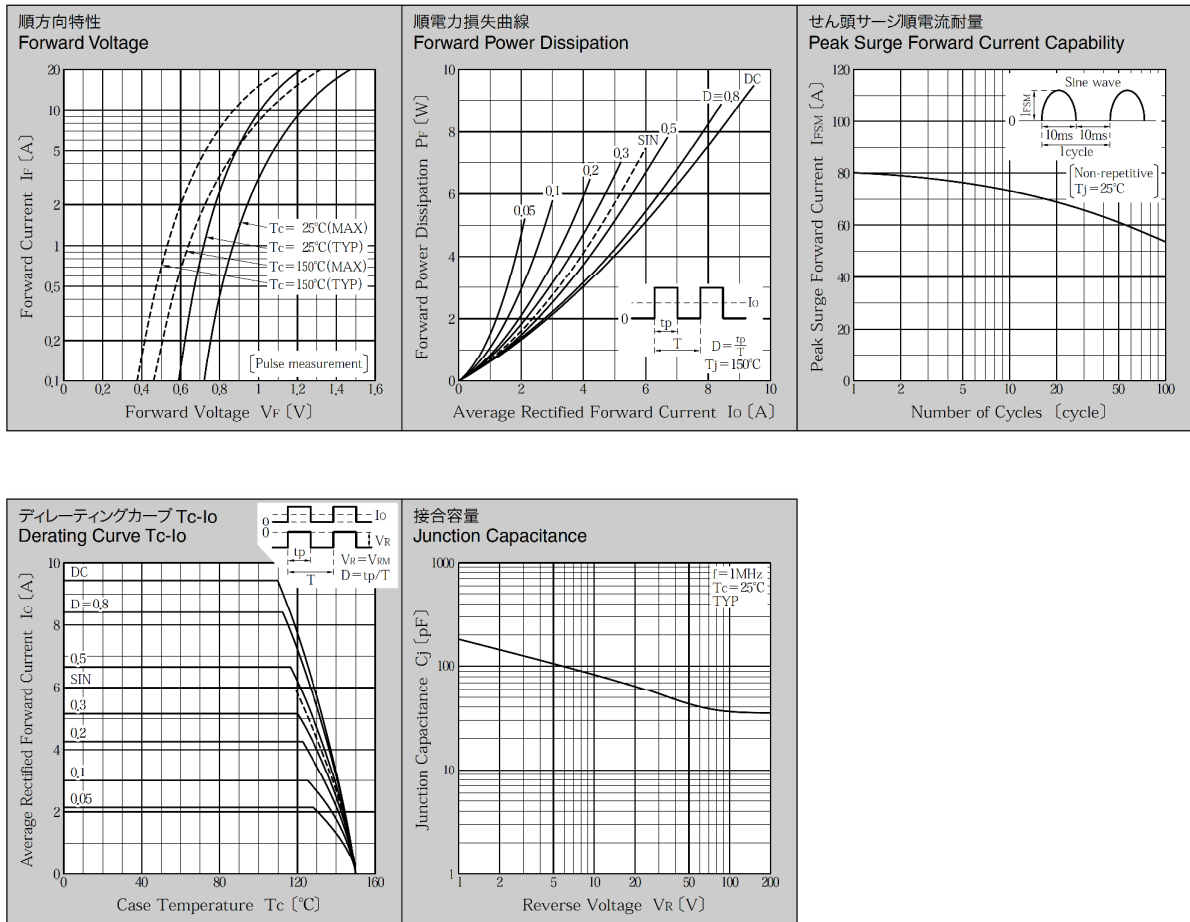 順方向特性
Forward Voltage
Forward Current IF〔A〕
20
10
5
2
1
0.5
0.2
0.1
Tc= 25℃(MAX)
Tc= 25℃(TYP)
Tc=150℃(MAX)
Tc=150℃(TYP)
Pulse measurement
0 0.2 0.4 0.6 0.8 1 1.2 1.4 1.6
Forward Voltage VF〔V〕
順電力損失曲線
Forward Power Dissipation
Forward Power Dissipation PF〔W〕
10
8
6
4
2
0
DC
D=0.8
0.5
SIN
0.3
0.2
0.1
0.05
Io
0
tp
T
D=tp/T
Tj=150℃
0 2 4 6 8 10
Average Rectified Forward Current Io〔A〕
せん頭サージ順電流耐量
Peak Surge Forward Current Capability
Peak Surge Forward Current IFSM〔A〕
120
100
80
60
40
20
0
Sine wave
IFSM
0
10ms 10ms
1cycle
Non-repetitive
Tj=25℃
1 2 5 10 20 50 100
Number of Cycles〔cycle〕
ディレーティングカーブ Tc-Io
Derating Curve Tc-Io
0
Io
0
VR
tp
T
VR=VRM
D=tp/T
Average Rectified Forward Current Io〔A〕
10
8
6
4
2
0
DC
D=0.8
0.5
SIN
0.3
0.2
0.1
0.05
0 40 80 120 160
Case Temperature Tc〔℃〕
接合容量
Junction Capacitance
Junction Capacitance Cj〔pF〕
1000
100
10
1
f=1MHz
Tc=25℃
TYP
1 2 5 10 20 50 100 200
Reverse Voltage VR〔V〕